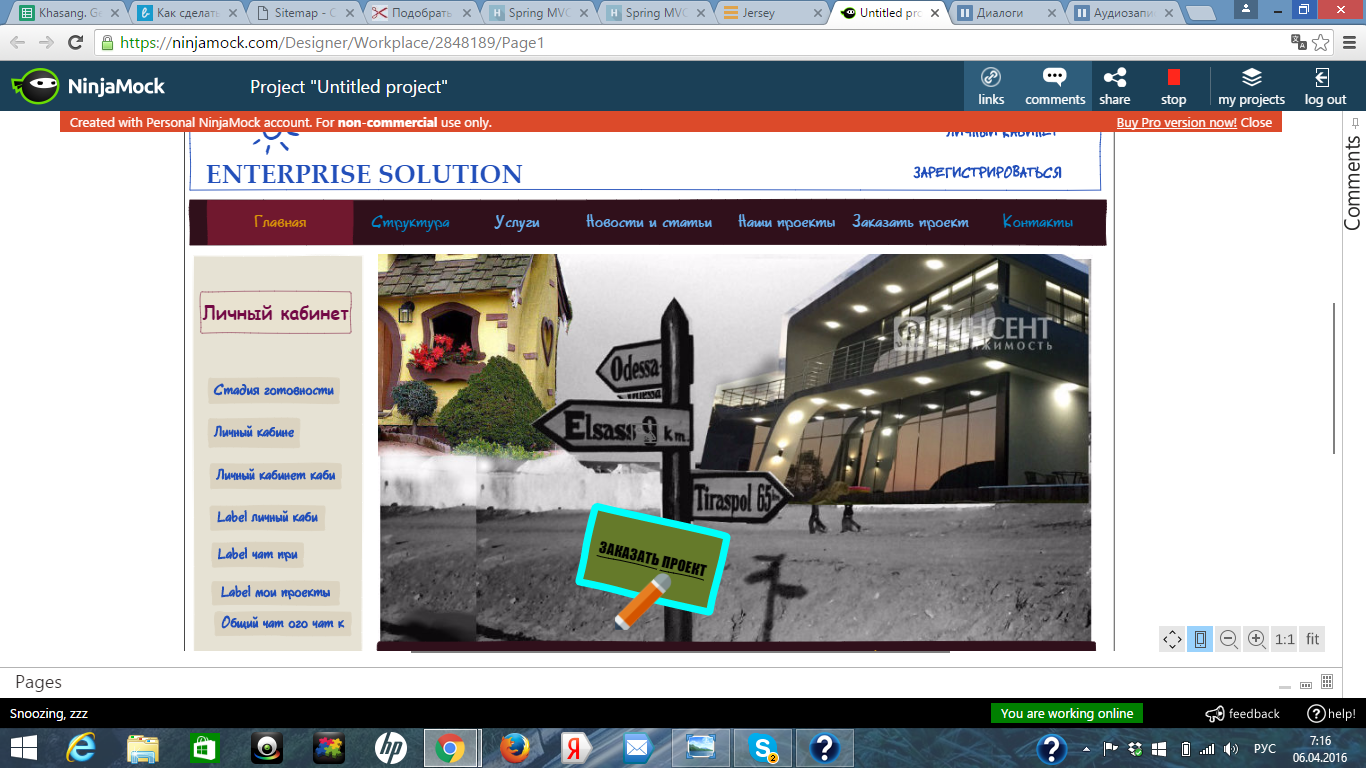 Khasang. Ge
Как сделать
Sitemap - С
Подобрать
Spring MVC
Spring MVC
Jersey
Untitled pro
Диалоги
Аудиозапи
https://ninjamock.com/Designer/Workplace/2848189/Page1
NinjaMock
Project "Untitled project"
links
comments
share
stop
my projects
log out
Created with Personal NinjaMock account. For non-commercial use only.
Buy Pro version now! Close
Comments
ЛИЧНЫЙ КАБИНЕТ
ENTERPRISE SOLUTION
ЗАРЕГИСТРИРОВАТЬСЯ
Главная
Структура
Услуги
Новости и статьи
Наши проекты
Заказать проект
Контакты
Личный кабинет
Стадия готовности
Личный кабине
Личный кабинет каби
Label личный каби
Label чат при
Label мои проекты
Общий чат ого чат к
ВИНСЕНТ
НЕДВИЖИМОСТЬ
Odessa
Elsass
km.
Tiraspol 65
ЗАКАЗАТЬ ПРОЕКТ
1:1
fit
Pages
Snoozing, zzz
You are working online
feedback
help!
2
РУС
7:16
06.04.2016